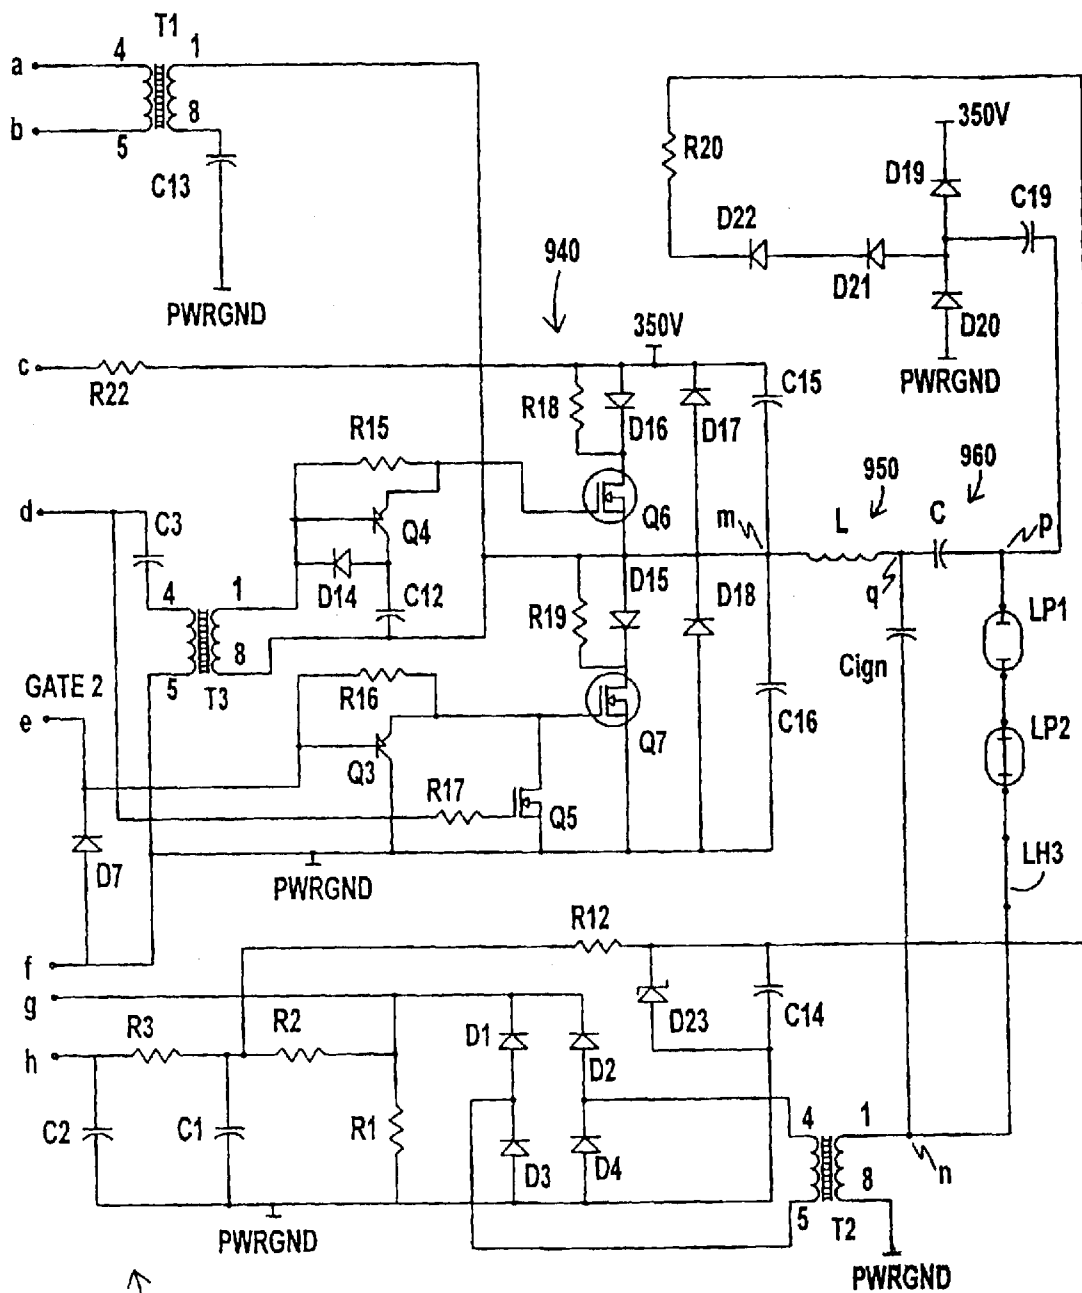 T1
4
1
a
b
5
8
C13
PWRGND
R20
350V
D19
C19
D22
D21
D20
PWRGND
940
350V
c
R22
R18
D16
D17
C15
R15
Q4
Q6
d
C3
D14
C12
m
L
950
960
C
p
q
D15
D18
R19
Cign
LP1
4
1
5
8
T3
GATE 2
e
R16
Q3
Q7
C16
LP2
R17
Q5
D7
PWRGND
LH3
f
R12
g
D23
C14
R3
R2
D1
D2
h
C2
C1
R1
D3
D4
4
1
5
8
T2
n
PWRGND
PWRGND